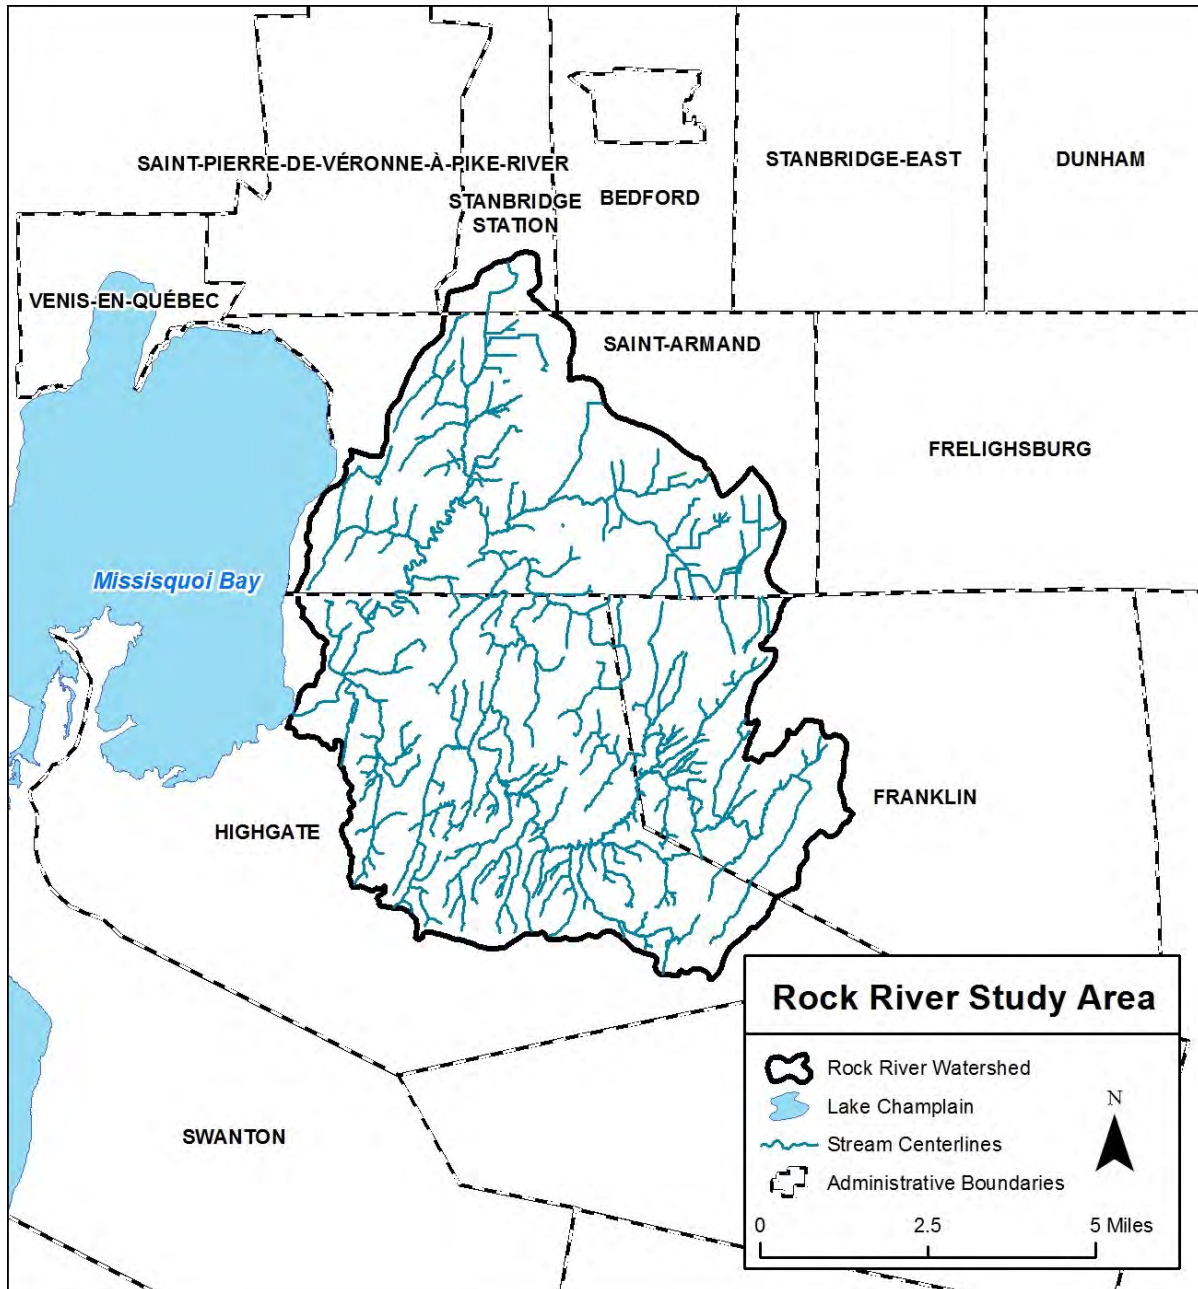 SAINT-PIERRE-DE-VÉRONNE-À-PIKE-RIVER
STANBRIDGE-EAST
DUNHAM
STANBRIDGE
STATION
BEDFORD
VENIS-EN-QUÉBEC
SAINT-ARMAND
FRELIGHSBURG
Missisquoi Bay
FRANKLIN
HIGHGATE
SWANTON
Rock River Study Area
Rock River Watershed
Lake Champlain
Stream Centerlines
Administrative Boundaries
N
0 2.5 5 Miles